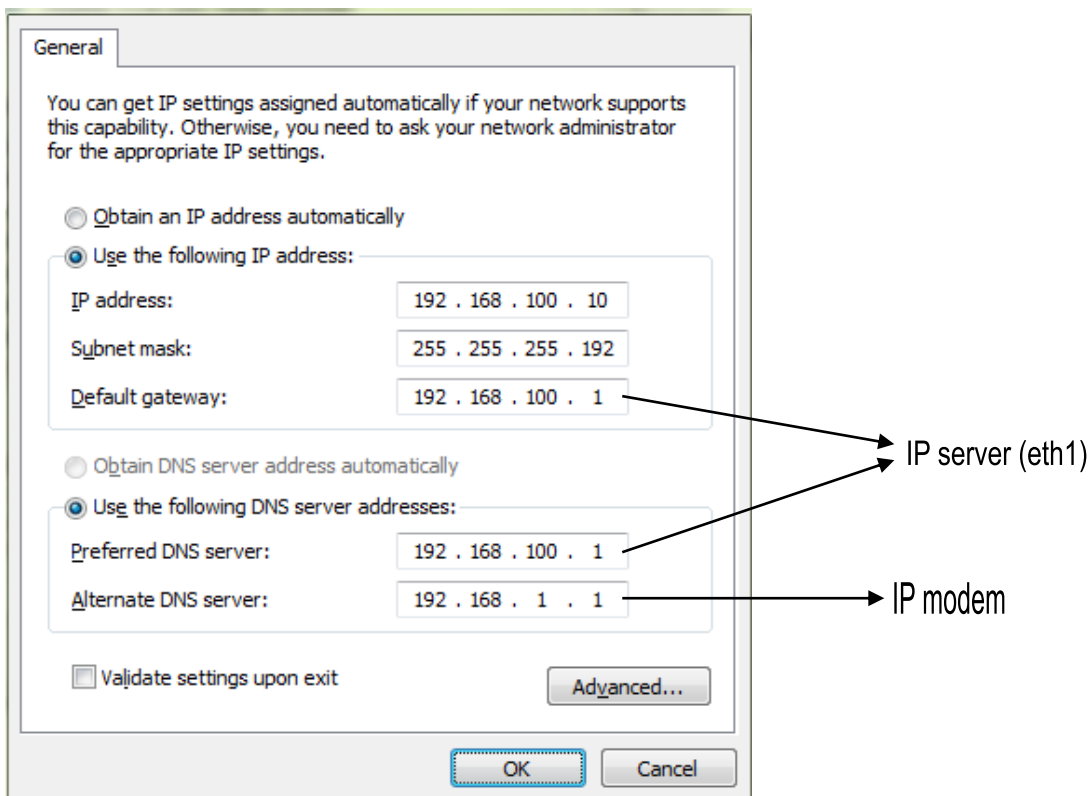 General
You can get IP settings assigned automatically if your network supports
this capability. Otherwise, you need to ask your network administrator
for the appropriate IP settings.
Obtain an IP address automatically
Use the following IP address:
IP address: 192 . 168 . 100 . 10
Subnet mask: 255 . 255 . 255 . 192
Default gateway: 192 . 168 . 100 . 1
IP server (eth1)
Obtain DNS server address automatically
Use the following DNS server addresses:
Preferred DNS server: 192 . 168 . 100 . 1
Alternate DNS server: 192 . 168 . 1 . 1
IP modem
Validate settings upon exit
Advanced...
OK Cancel